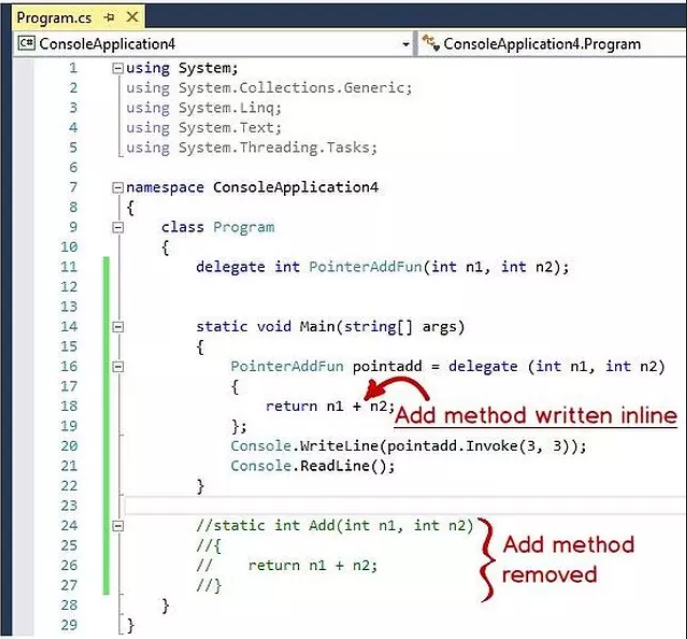 Program.cs
C# ConsoleApplication4 ConsoleApplication4.Program
1 using System;
2 using System.Collections.Generic;
3 using System.Linq;
4 using System.Text;
5 using System.Threading.Tasks;
6
7 namespace ConsoleApplication4
8 {
9 class Program
10 {
11 delegate int PointerAddFun(int n1, int n2);
12
13
14 static void Main(string[] args)
15 {
16 PointerAddFun pointadd = delegate (int n1, int n2)
17 {
18 return n1 + n2;
Add method written inline
19 };
20 Console.WriteLine(pointadd.Invoke(3, 3));
21 Console.ReadLine();
22 }
23
24 //static int Add(int n1, int n2)
25 //{
26 // return n1 + n2;
27 //}
Add method
removed
28 }
29 }